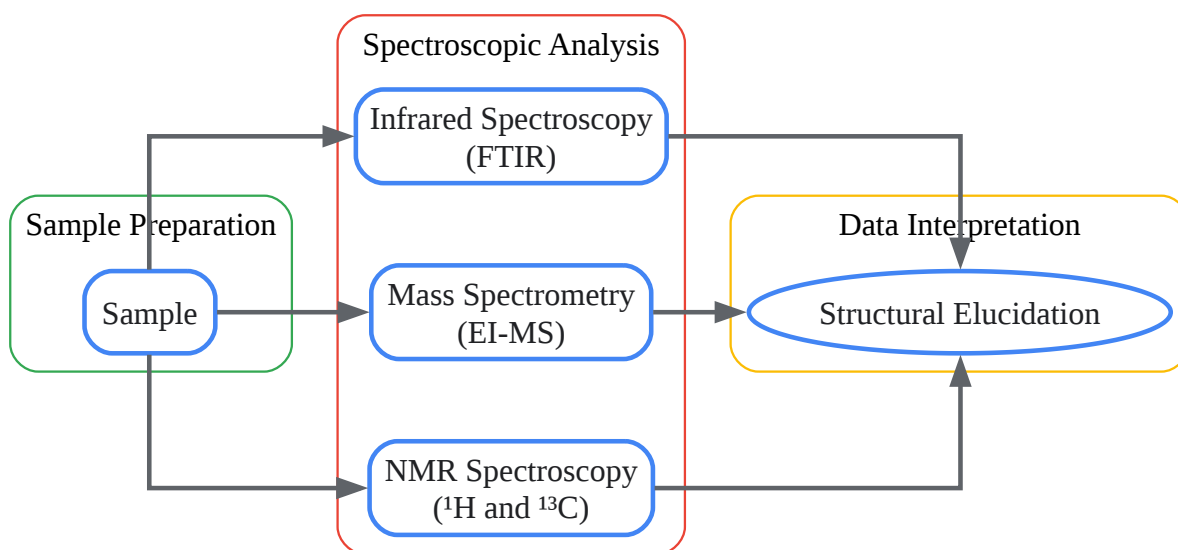 Spectroscopic Analysis
Infrared Spectroscopy
(FTIR)
Sample Preparation
Sample
Mass Spectrometry
(EI-MS)
Data Interpretation
Structural Elucidation
NMR Spectroscopy
(¹H and ¹³C)